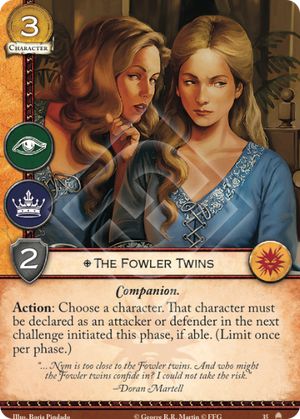 3
CHARACTER
2
THE FOWLER TWINS
Companion.
Action: Choose a character. That character must
be declared as an attacker or defender in the next
challenge initiated this phase, if able. (Limit once
per phase.)
“... Nym is too close to the Fowler twins. And who might
the Fowler twins confide in? I could not take the risk.”
–Doran Martell
Illus. Borja Pindado
© George R.R. Martin © FFG
15